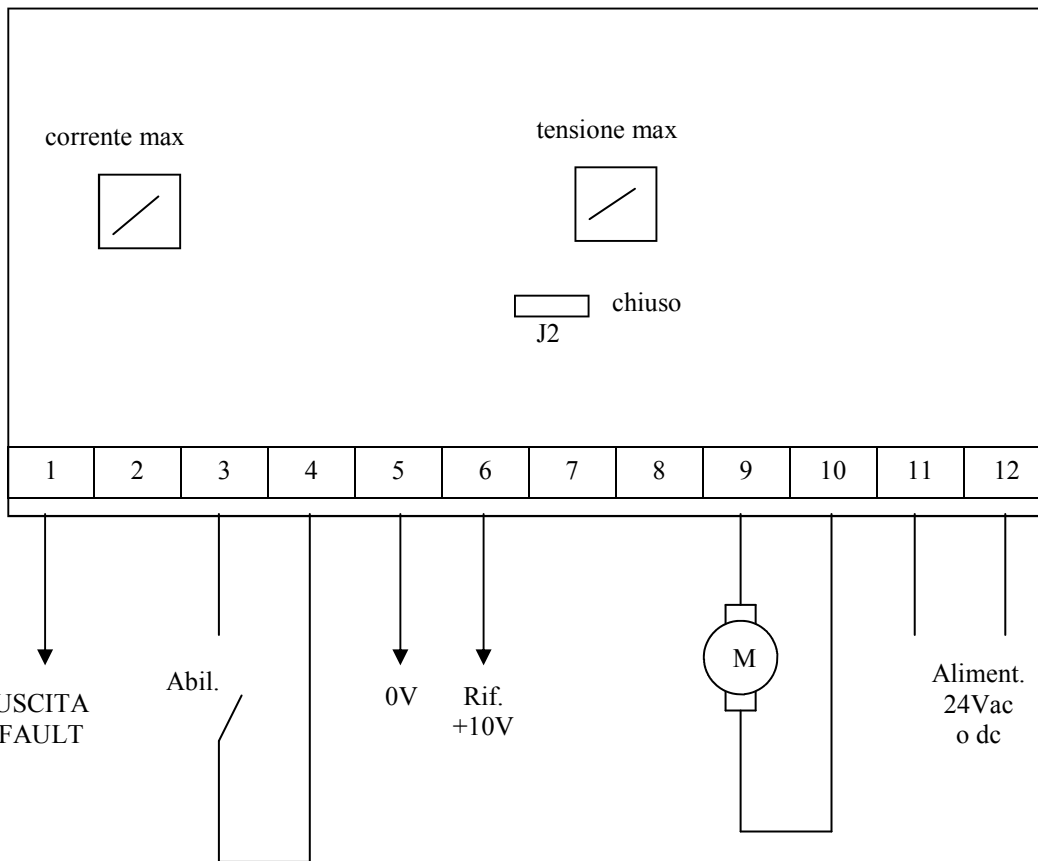 corrente max
tensione max
chiuso
J2
1 2 3 4 5 6 7 8 9 10 11 12
USCITA
FAULT
Abil.
0V
Rif.
+10V
M
Aliment.
24Vac
o dc